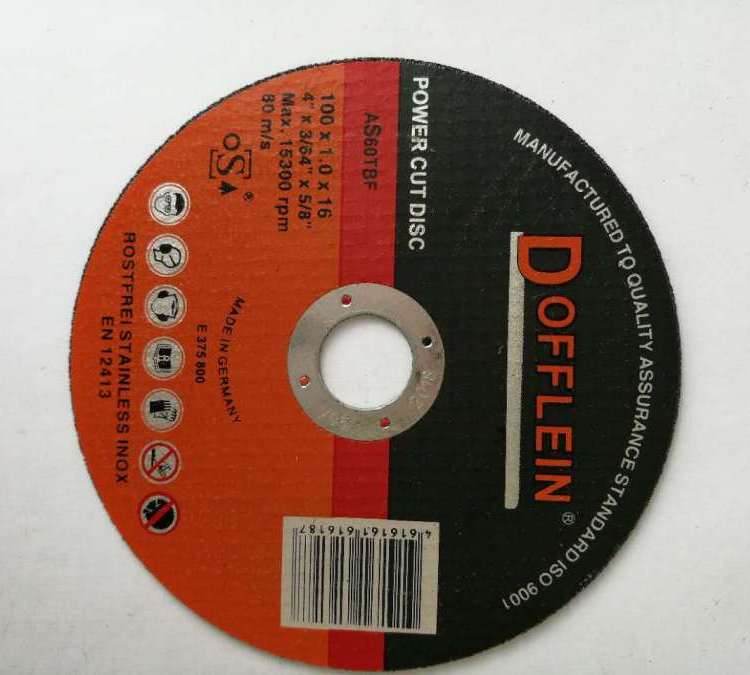 MANUFACTURED TO QUALITY ASSURANCE STANDARD ISO 9001
DOFFLEIN®
POWER CUT DISC
AS60TBF
100 x 1.0 x 16
4" x 3/64" x 5/8"
Max. 15300 rpm
80 m/s
oSA®
MADE IN GERMANY
E 375 800
ROSTFREI STAINLESS INOX
EN 12413
4 616161 616187